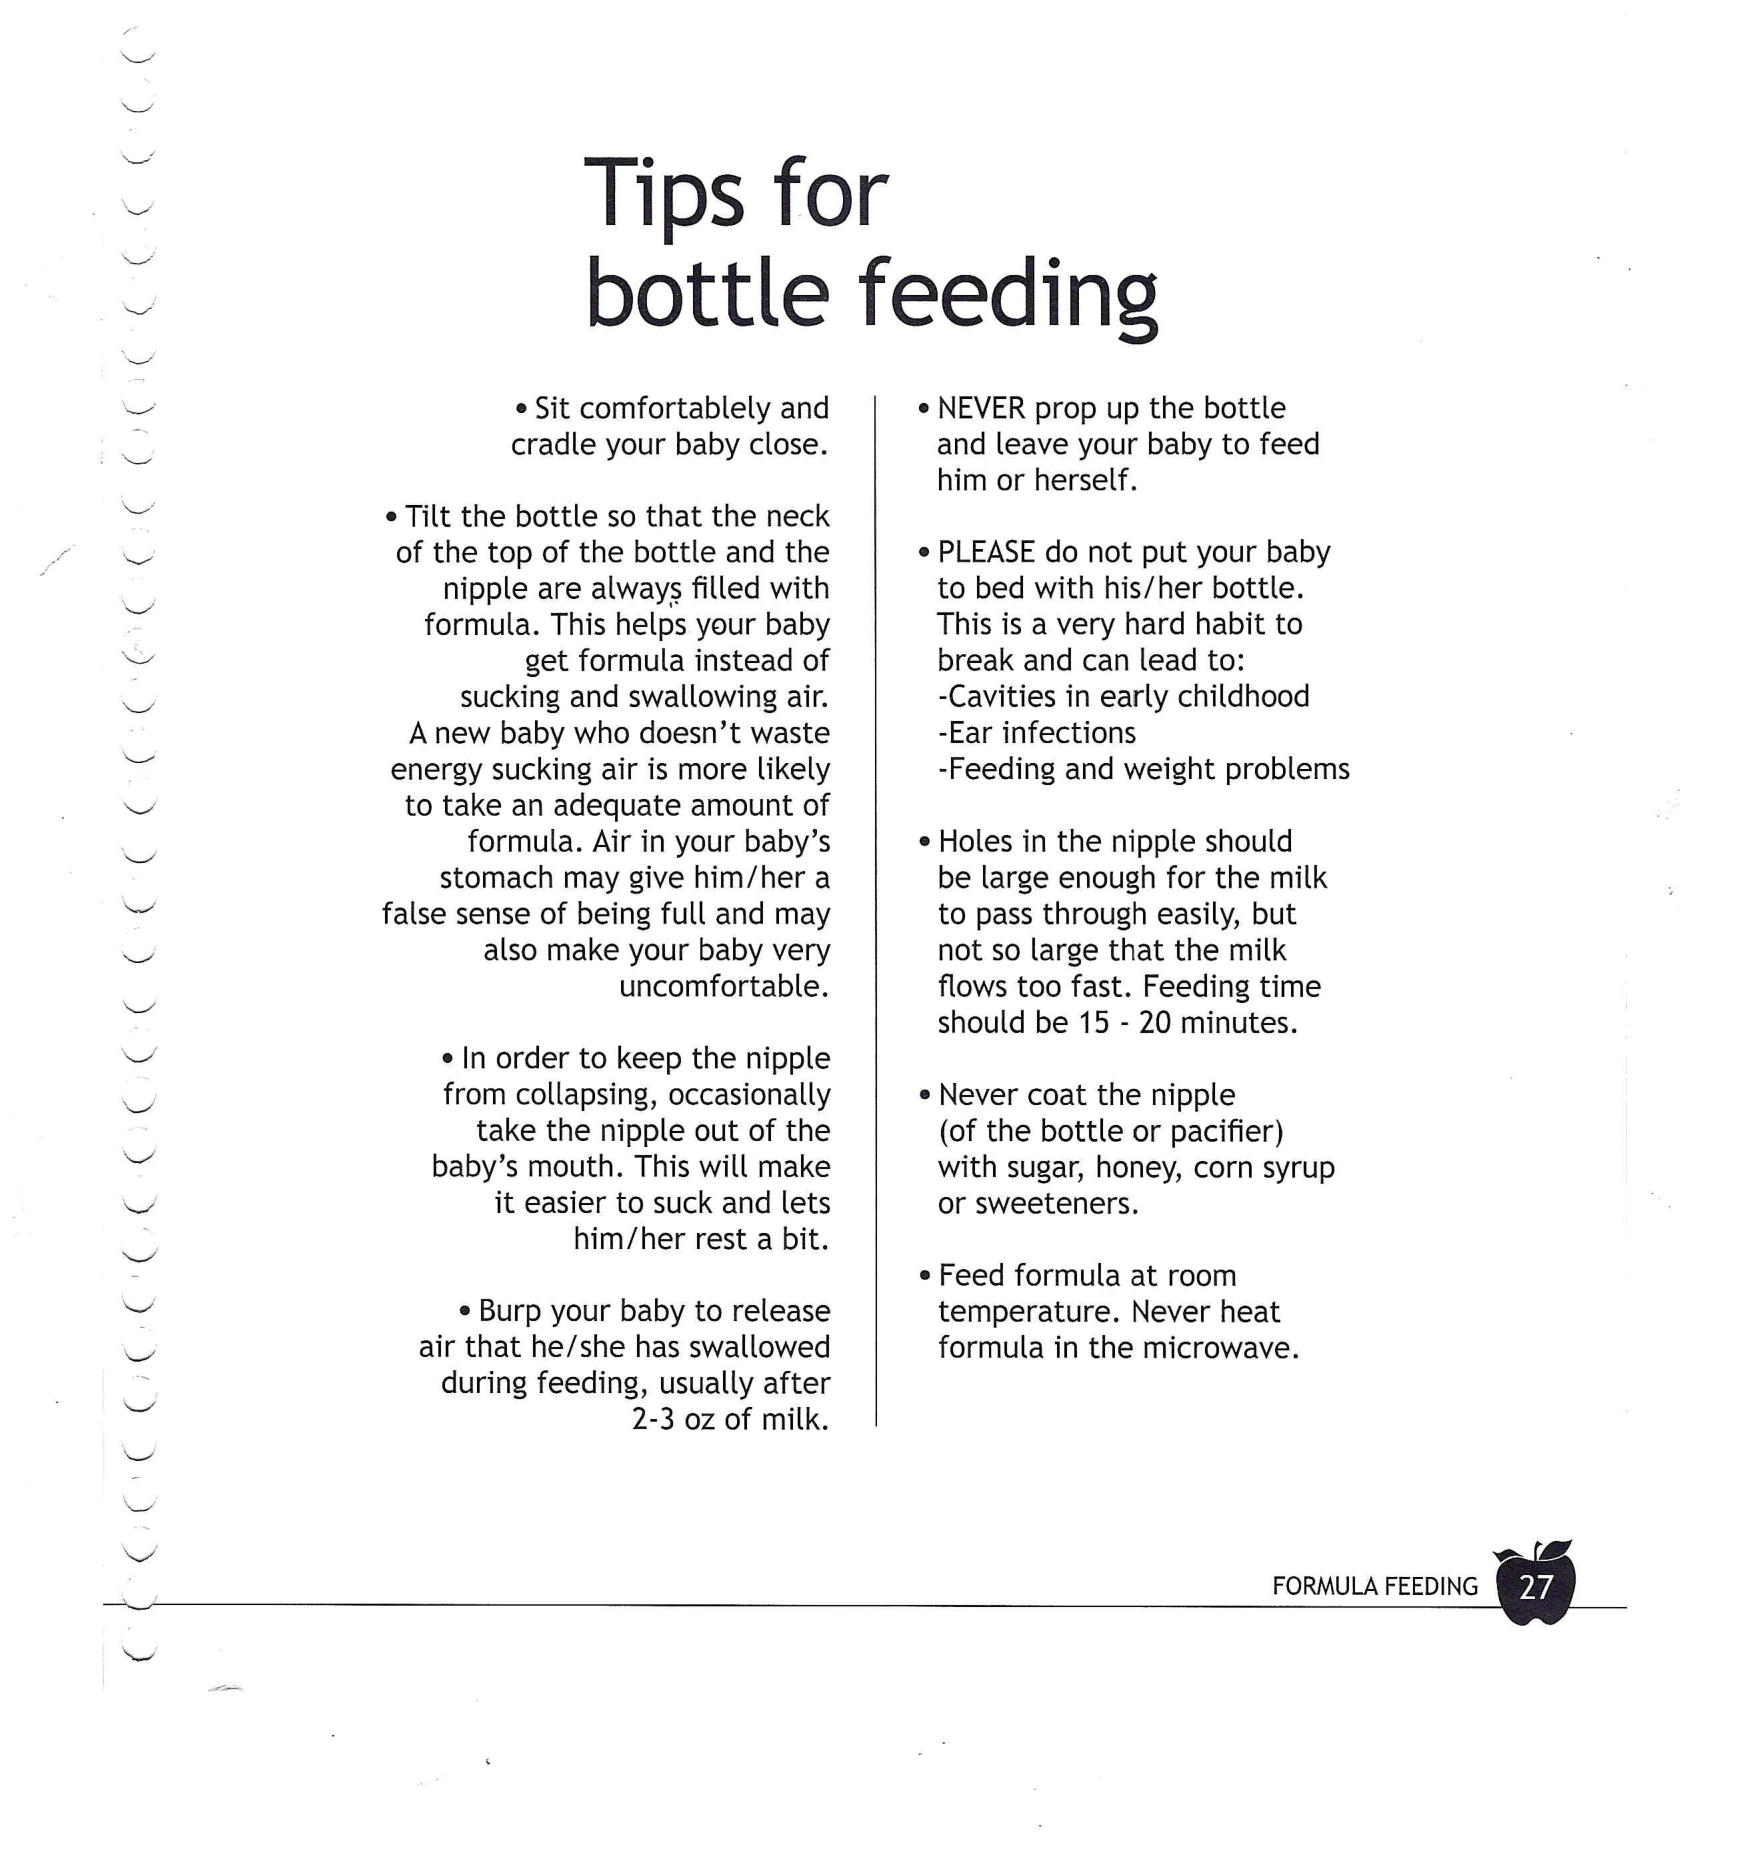 Tips for
bottle feeding
• Sit comfortablely and
cradle your baby close.
• Tilt the bottle so that the neck
of the top of the bottle and the
nipple are always filled with
formula. This helps your baby
get formula instead of
sucking and swallowing air.
A new baby who doesn't waste
energy sucking air is more likely
to take an adequate amount of
formula. Air in your baby's
stomach may give him/her a
false sense of being full and may
also make your baby very
uncomfortable.
• In order to keep the nipple
from collapsing, occasionally
take the nipple out of the
baby's mouth. This will make
it easier to suck and lets
him/her rest a bit.
• Burp your baby to release
air that he/she has swallowed
during feeding, usually after
2-3 oz of milk.
• NEVER prop up the bottle
and leave your baby to feed
him or herself.
• PLEASE do not put your baby
to bed with his/her bottle.
This is a very hard habit to
break and can lead to:
-Cavities in early childhood
-Ear infections
-Feeding and weight problems
• Holes in the nipple should
be large enough for the milk
to pass through easily, but
not so large that the milk
flows too fast. Feeding time
should be 15 - 20 minutes.
• Never coat the nipple
(of the bottle or pacifier)
with sugar, honey, corn syrup
or sweeteners.
• Feed formula at room
temperature. Never heat
formula in the microwave.
FORMULA FEEDING 27